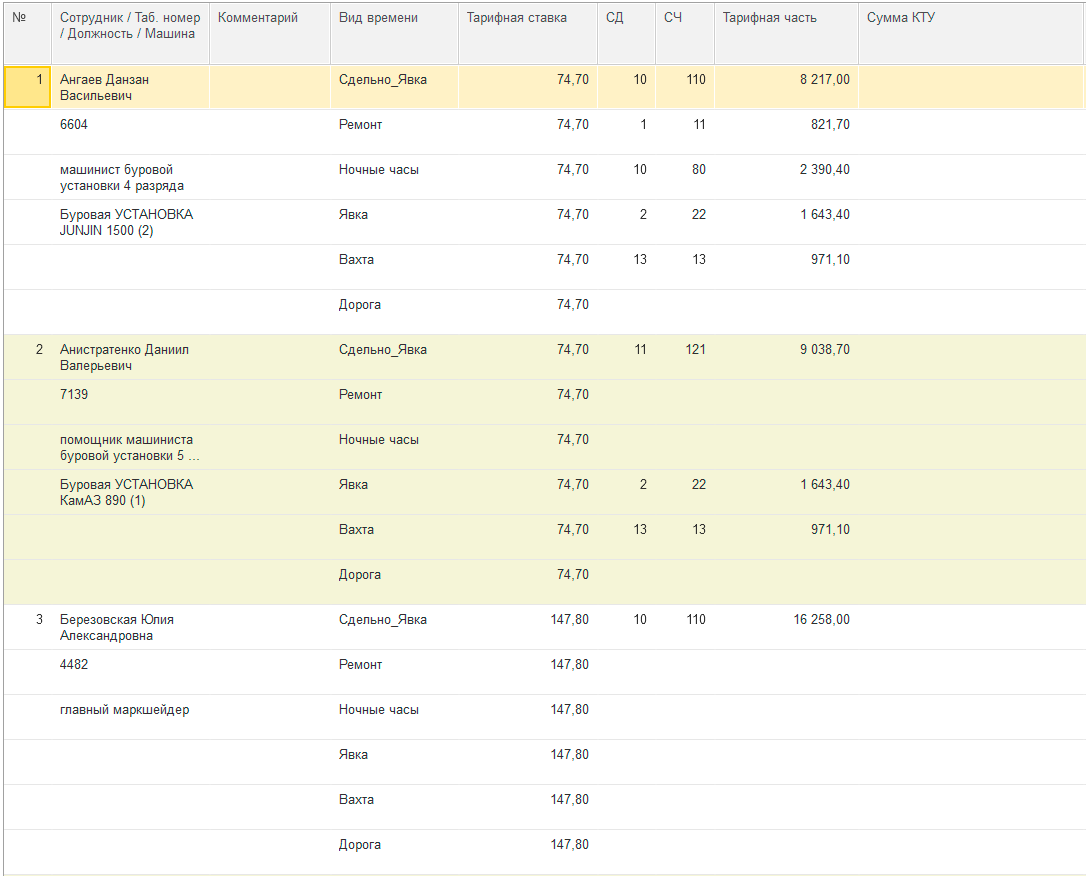 № Сотрудник / Таб. номер Комментарий Вид времени Тарифная ставка СД СЧ Тарифная часть Сумма КТУ
/ Должность / Машина
1 Ангаев Данзан Сдельно_Явка 74,70 10 110 8 217,00
Васильевич
6604 Ремонт 74,70 1 11 821,70
машинист буровой Ночные часы 74,70 10 80 2 390,40
установки 4 разряда
Буровая УСТАНОВКА Явка 74,70 2 22 1 643,40
JUNJIN 1500 (2)
Вахта 74,70 13 13 971,10
Дорога 74,70
2 Анистратенко Даниил Сдельно_Явка 74,70 11 121 9 038,70
Валерьевич
7139 Ремонт 74,70
помощник машиниста Ночные часы 74,70
буровой установки 5 ...
Буровая УСТАНОВКА Явка 74,70 2 22 1 643,40
КамАЗ 890 (1)
Вахта 74,70 13 13 971,10
Дорога 74,70
3 Березовская Юлия Сдельно_Явка 147,80 10 110 16 258,00
Александровна
4482 Ремонт 147,80
главный маркшейдер Ночные часы 147,80
Явка 147,80
Вахта 147,80
Дорога 147,80